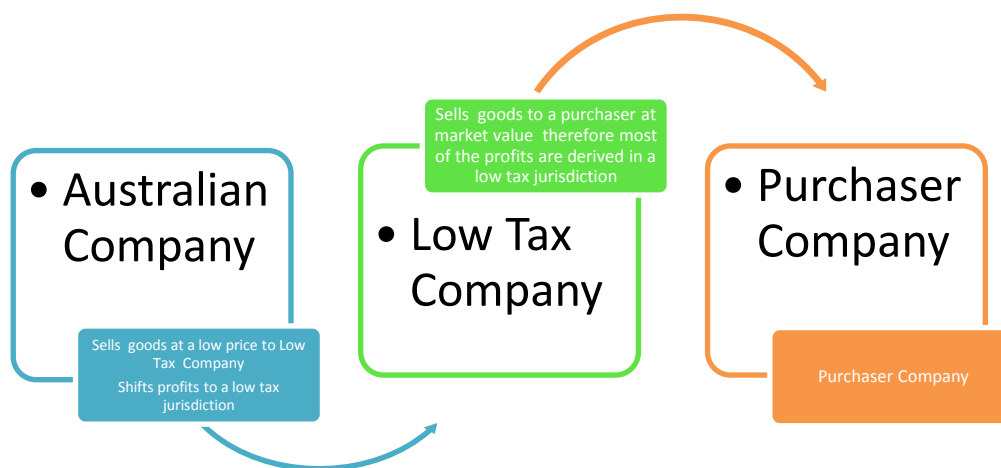 • Australian
Company
Sells goods at a low price to Low
Tax Company
Shifts profits to a low tax
jurisdiction
Sells goods to a purchaser at
market value therefore most
of the profits are derived in a
low tax jurisdiction
• Low Tax
Company
• Purchaser
Company
Purchaser Company